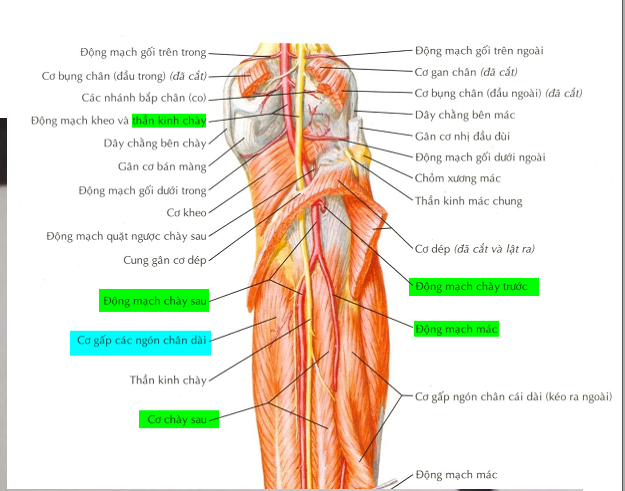 Động mạch gối trên trong
Cơ bụng chân (đầu trong) (đã cắt)
Các nhánh bắp chân (co)
Động mạch kheo và thần kinh chày
Dây chằng bên chày
Gân cơ bán màng
Động mạch gối dưới trong
Cơ kheo
Động mạch quặt ngược chày sau
Cung gân cơ dép
Động mạch chày sau
Cơ gấp các ngón chân dài
Thần kinh chày
Cơ chày sau
Động mạch gối trên ngoài
Cơ gan chân (đã cắt)
Cơ bụng chân (đầu ngoài) (đã cắt)
Dây chằng bên mác
Gân cơ nhị đầu đùi
Động mạch gối dưới ngoài
Chỏm xương mác
Thần kinh mác chung
Cơ dép (đã cắt và lật ra)
Động mạch chày trước
Động mạch mác
Cơ gấp ngón chân cái dài (kéo ra ngoài)
Động mạch mác